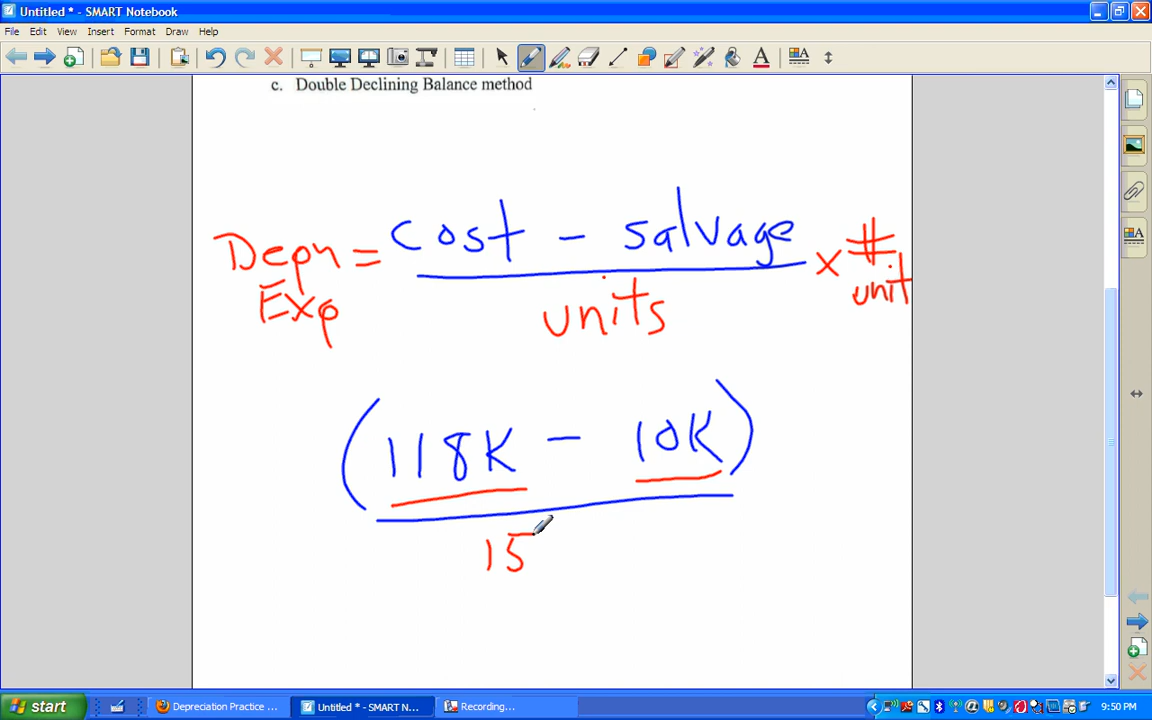 Untitled * - SMART Notebook
File Edit View Insert Format Draw Help
c. Double Declining Balance method
Depn = cost - salvage x # unit
Exp units
(118K - 10K)
15
start Depreciation Practice ... Untitled * - SMART N... Recording... 9:50 PM